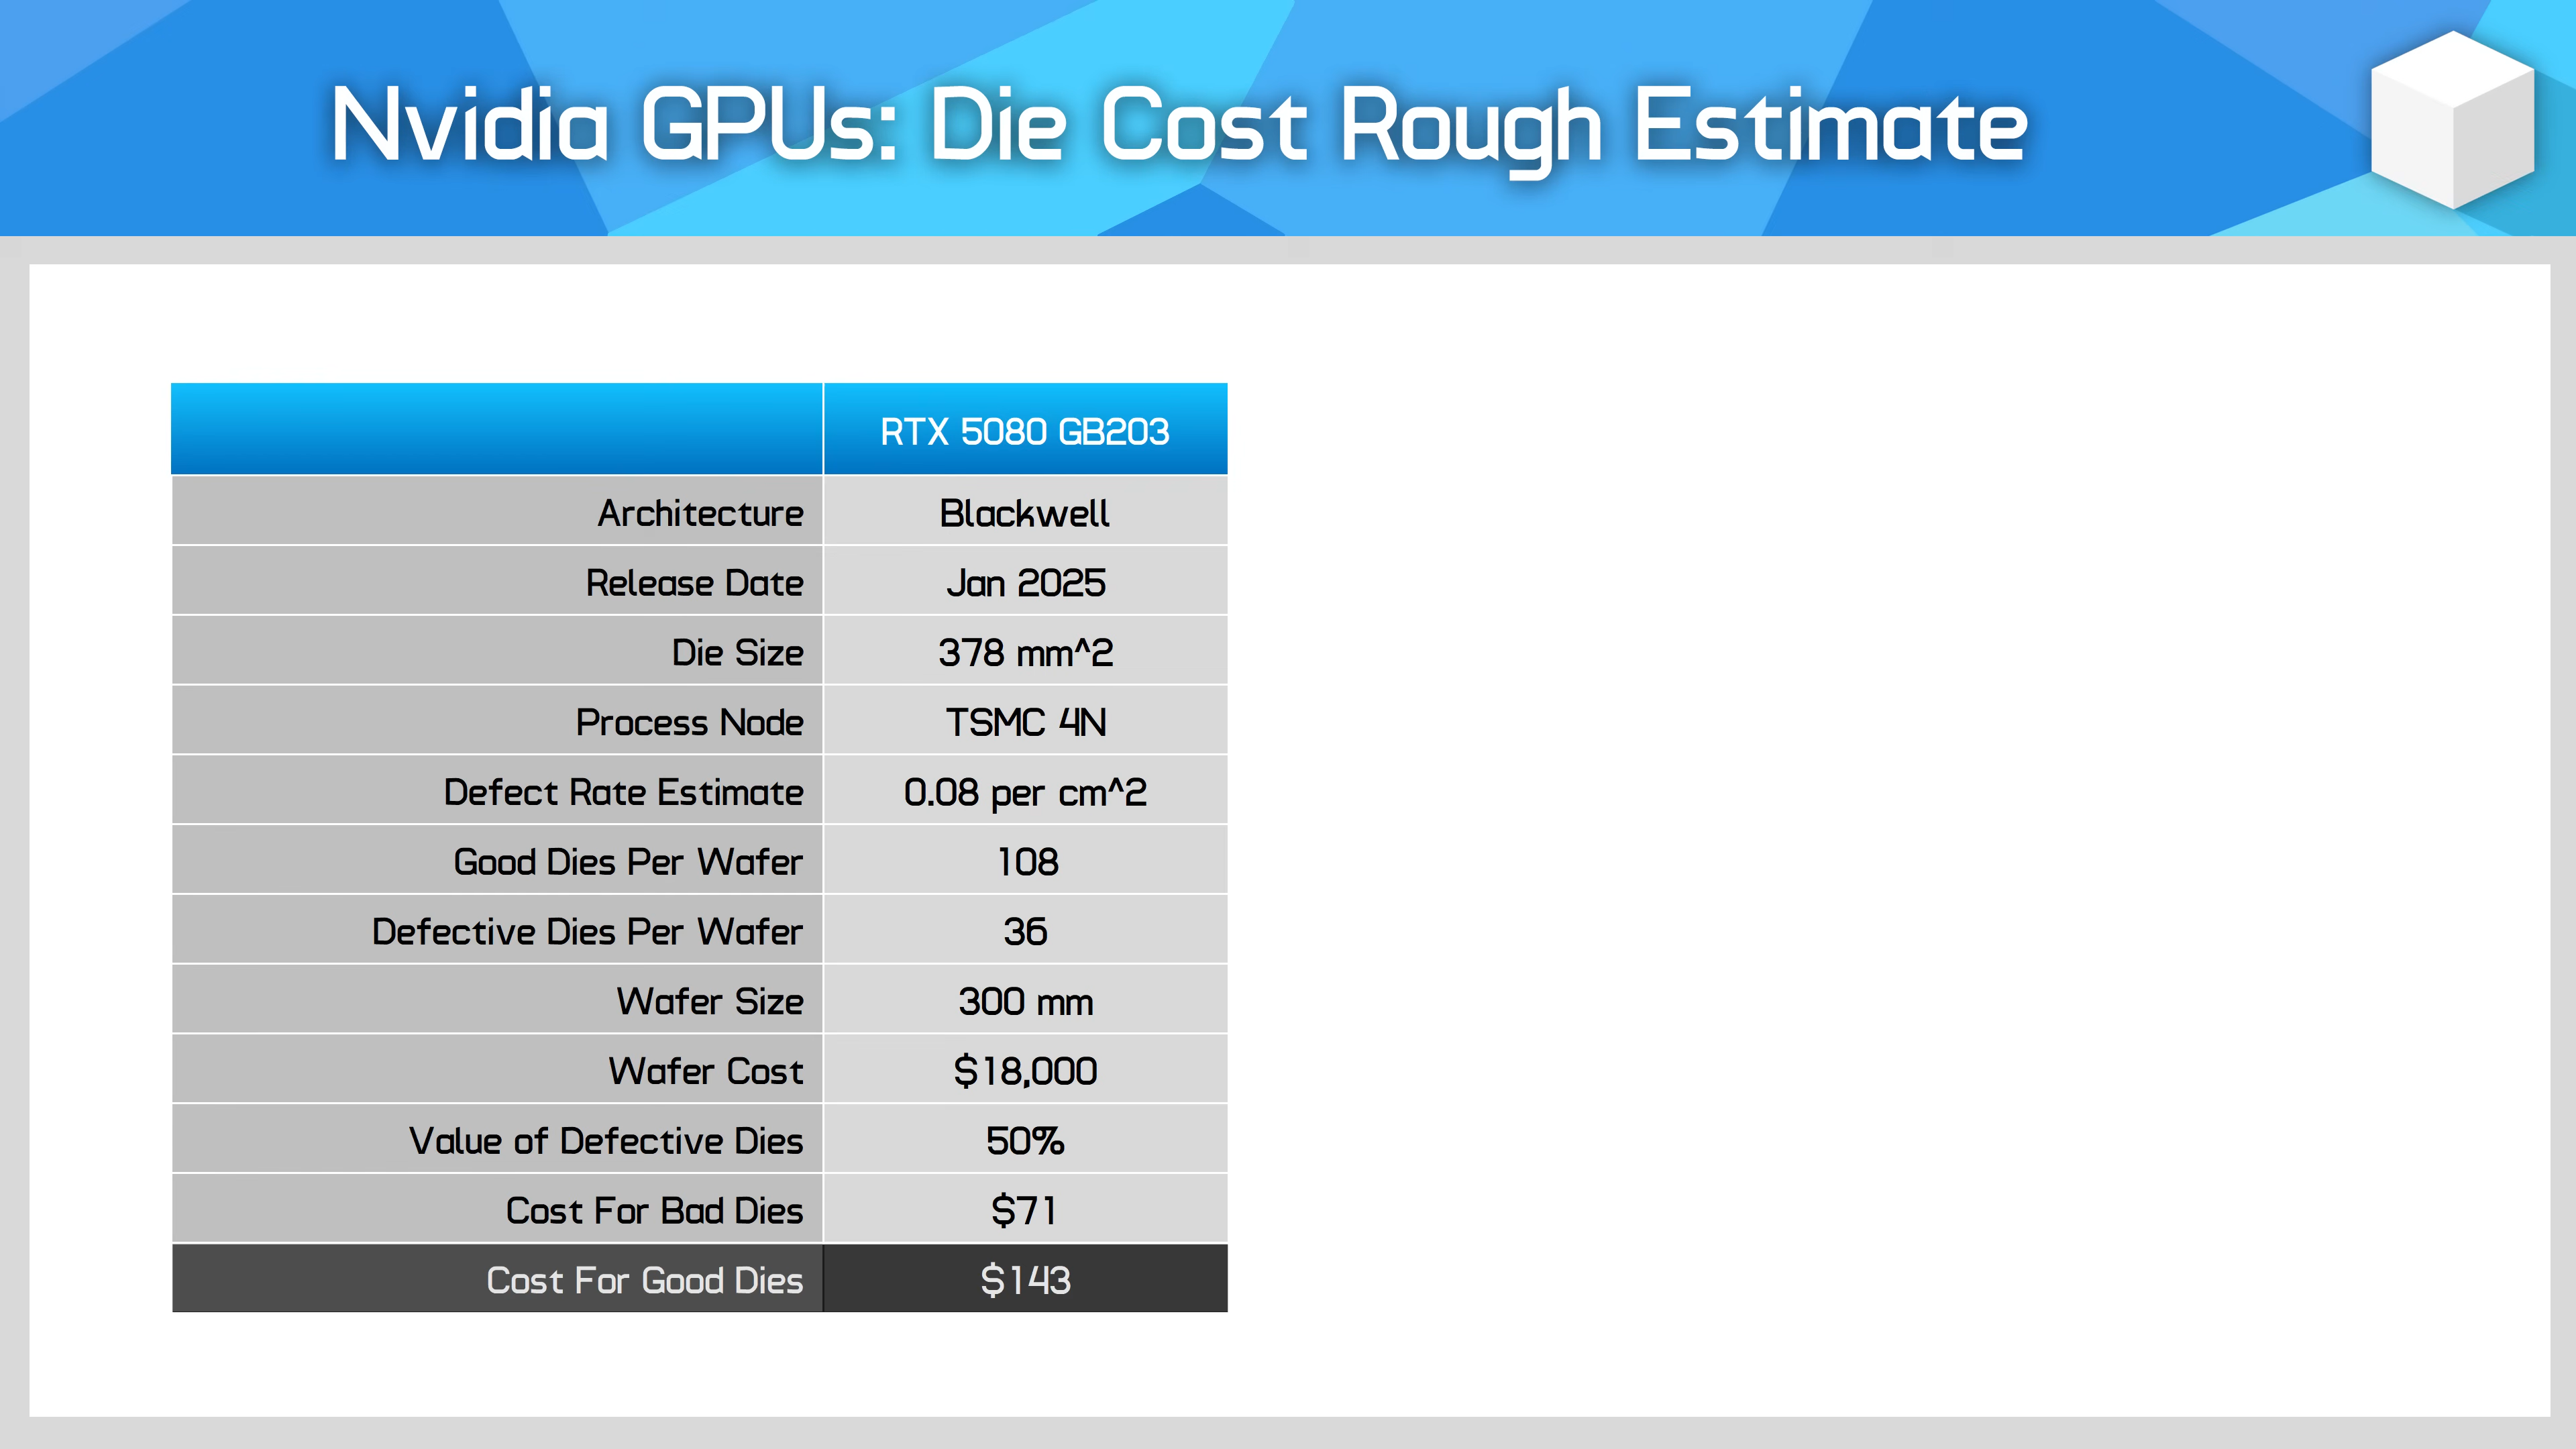 Nvidia GPUs: Die Cost Rough Estimate
RTX 5080 GB203
Architecture Blackwell
Release Date Jan 2025
Die Size 378 mm^2
Process Node TSMC 4N
Defect Rate Estimate 0.08 per cm^2
Good Dies Per Wafer 108
Defective Dies Per Wafer 36
Wafer Size 300 mm
Wafer Cost $18,000
Value of Defective Dies 50%
Cost For Bad Dies $71
Cost For Good Dies $143